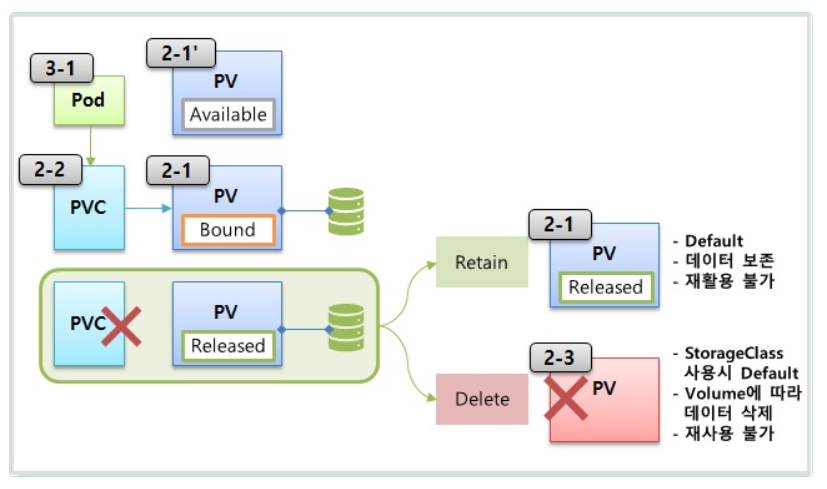 3-1
Pod
2-1'
PV
Available
2-2
PVC
2-1
PV
Bound
PVC
PV
Released
Retain
2-1
PV
Released
- Default
- 데이터 보존
- 재활용 불가
Delete
2-3
PV
- StorageClass
사용시 Default
- Volume에 따라
데이터 삭제
- 재사용 불가